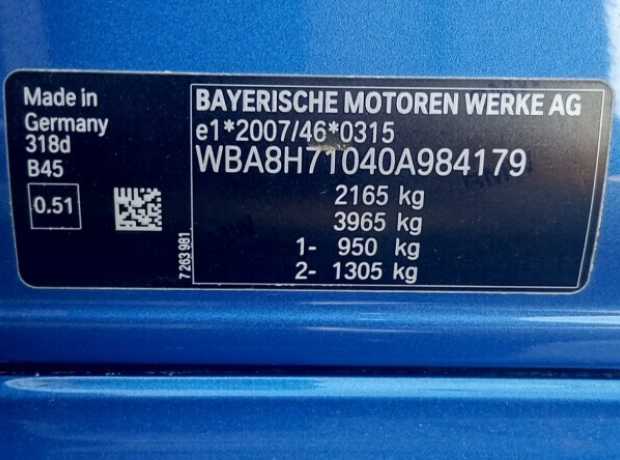 Made in
Germany
318d
B45
0.51
7 263 981
BAYERISCHE MOTOREN WERKE AG
e1*2007/46*0315
WBA8H71040A984179
2165 kg
3965 kg
1- 950 kg
2- 1305 kg